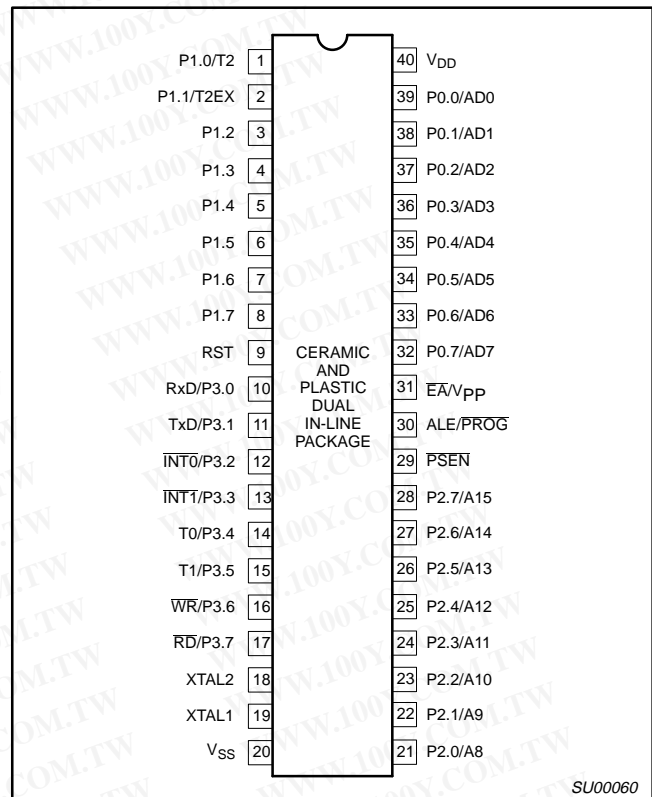 P1.0/T2 1
P1.1/T2EX 2
P1.2 3
P1.3 4
P1.4 5
P1.5 6
P1.6 7
P1.7 8
RST 9
RxD/P3.0 10
TxD/P3.1 11
INT0/P3.2 12
INT1/P3.3 13
T0/P3.4 14
T1/P3.5 15
WR/P3.6 16
RD/P3.7 17
XTAL2 18
XTAL1 19
VSS 20
CERAMIC
AND
PLASTIC
DUAL
IN-LINE
PACKAGE
40 VDD
39 P0.0/AD0
38 P0.1/AD1
37 P0.2/AD2
36 P0.3/AD3
35 P0.4/AD4
34 P0.5/AD5
33 P0.6/AD6
32 P0.7/AD7
31 EA/VPP
30 ALE/PROG
29 PSEN
28 P2.7/A15
27 P2.6/A14
26 P2.5/A13
25 P2.4/A12
24 P2.3/A11
23 P2.2/A10
22 P2.1/A9
21 P2.0/A8
SU00060
WWW.100Y.COM.TW